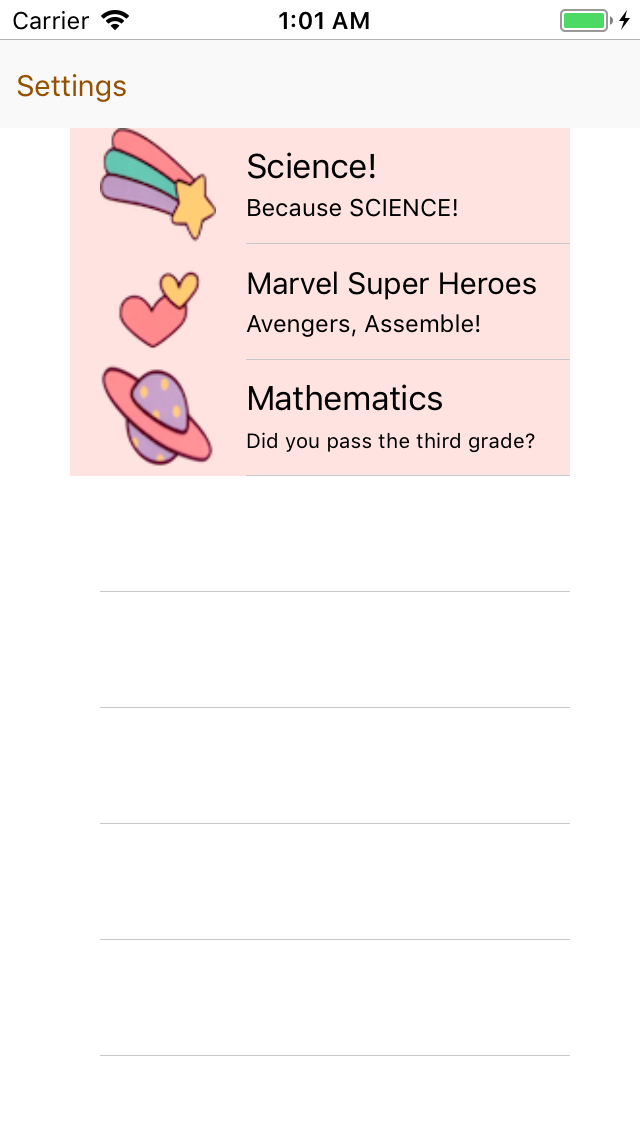 Carrier 1:01 AM
Settings
Science!
Because SCIENCE!
Marvel Super Heroes
Avengers, Assemble!
Mathematics
Did you pass the third grade?